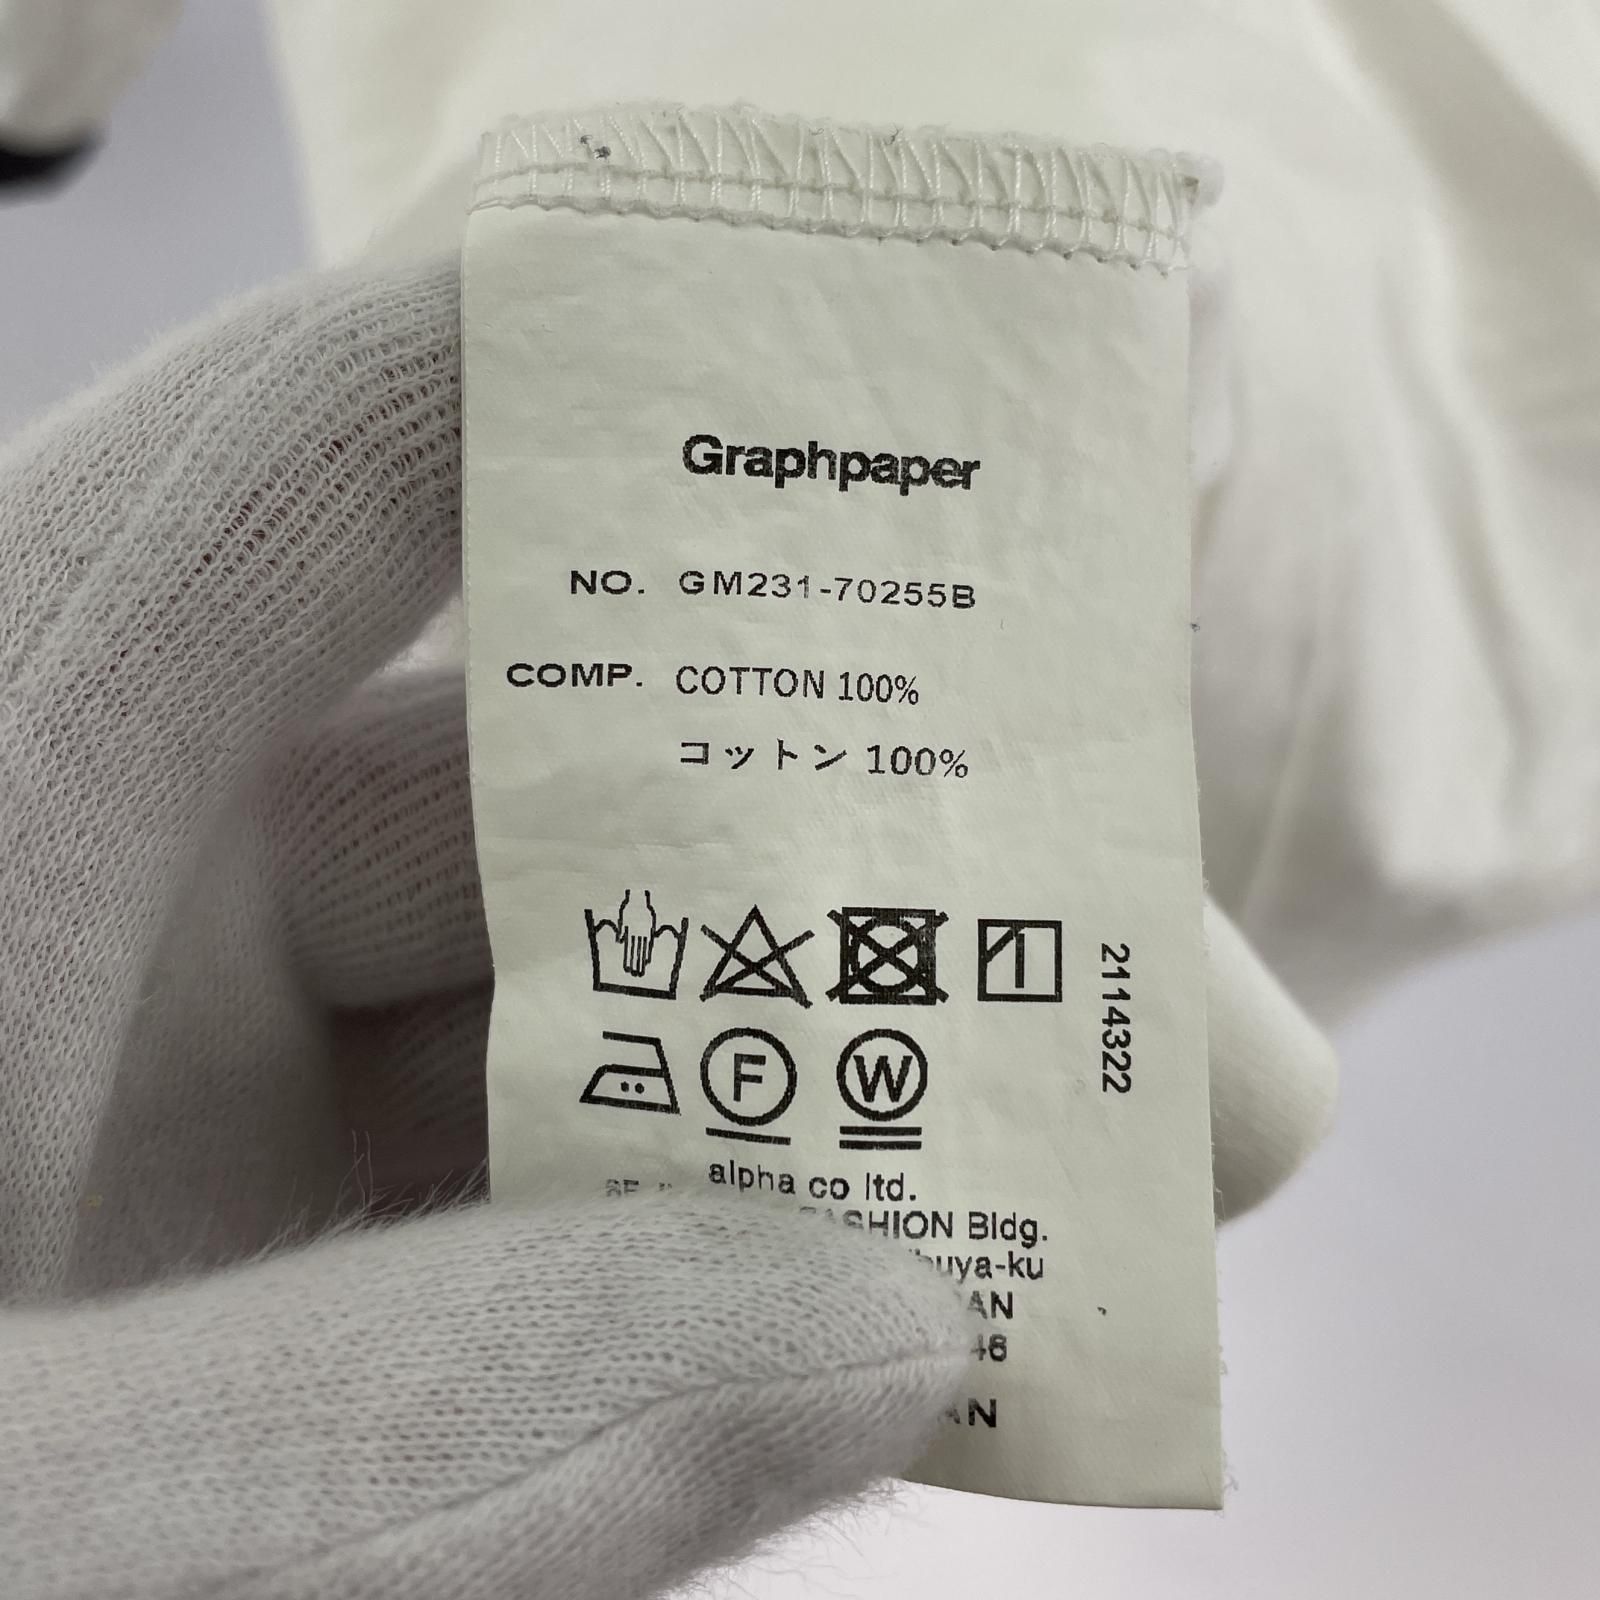 Graphpaper
NO. GM231-70255B
COMP. COTTON 100%
コットン 100%
2114322
F W
alpha co ltd.
FASHION Bldg.